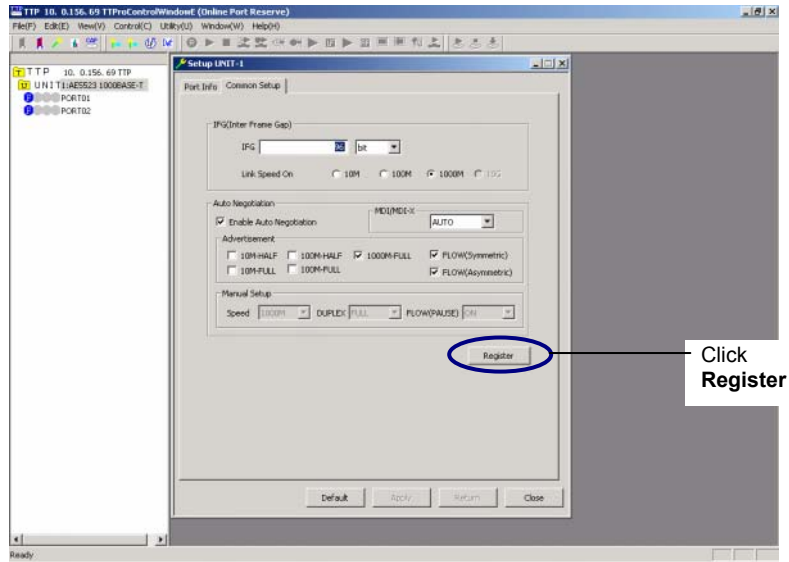 TTP 10. 0.156. 69 TTProControlWindowE (Online Port Reserve)
File(F) Edit(E) View(V) Control(C) Utility(U) Window(W) Help(H)
TTP 10. 0.156. 69 TTP
UNIT1:AE5523 1000BASE-T
PORT01
PORT02
Setup UNIT-1
Port Info Common Setup
IFG(Inter Frame Gap)
IFG 96 bit
Link Speed On 10M 100M 1000M 10G
Auto Negotiation
Enable Auto Negotiation MDI/MDI-X AUTO
Advertisement
10M-HALF 100M-HALF 1000M-FULL FLOW(Symmetric)
10M-FULL 100M-FULL FLOW(Asymmetric)
Manual Setup
Speed 1000M DUPLEX FULL FLOW(PAUSE) ON
Register
Click
Register
Default Apply Return Close
Ready